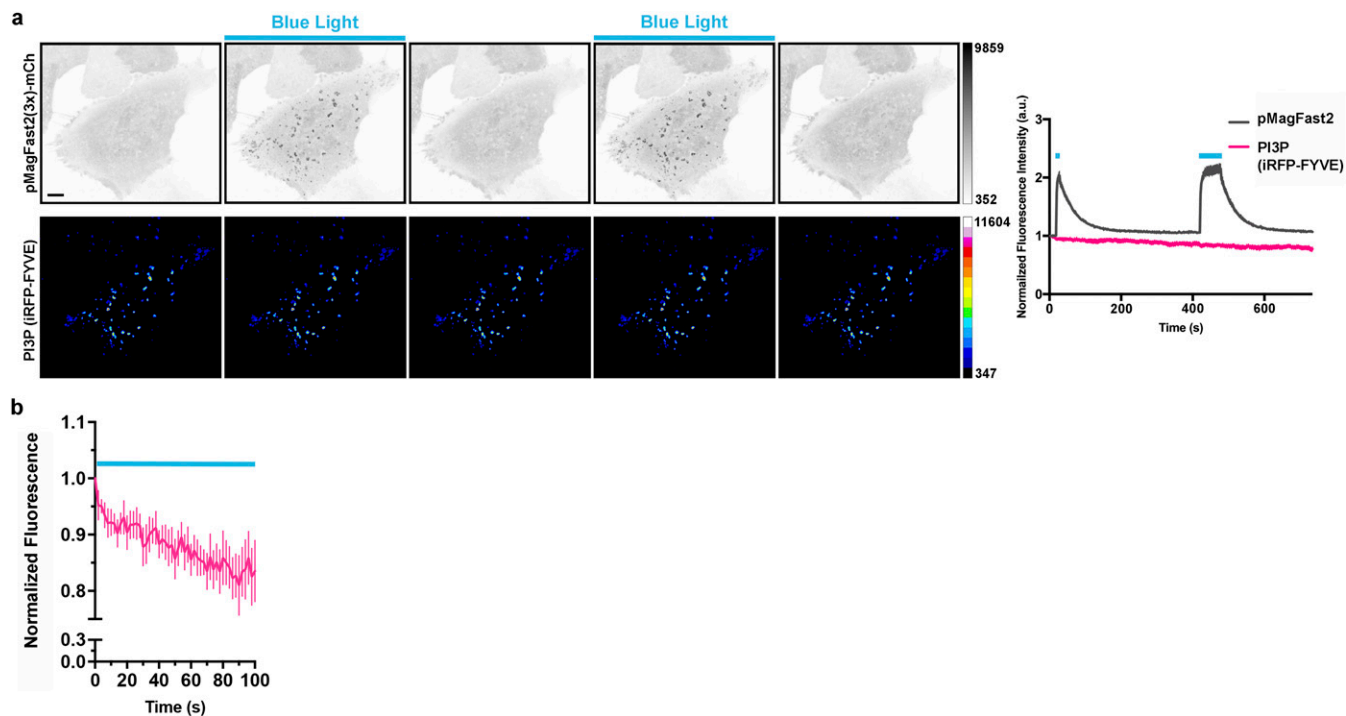 a
Blue Light
Blue Light
pMagFast2(3x)-mCh
9859
352
PI3P (iRFP-FYVE)
11604
347
Normalized Fluorescence Intensity (a.u.)
3
2
1
0
0
200
400
600
Time (s)
pMagFast2
PI3P
(iRFP-FYVE)
b
Normalized Fluorescence
1.1
1.0
0.9
0.8
0.3
0.0
0
20
40
60
80
100
Time (s)